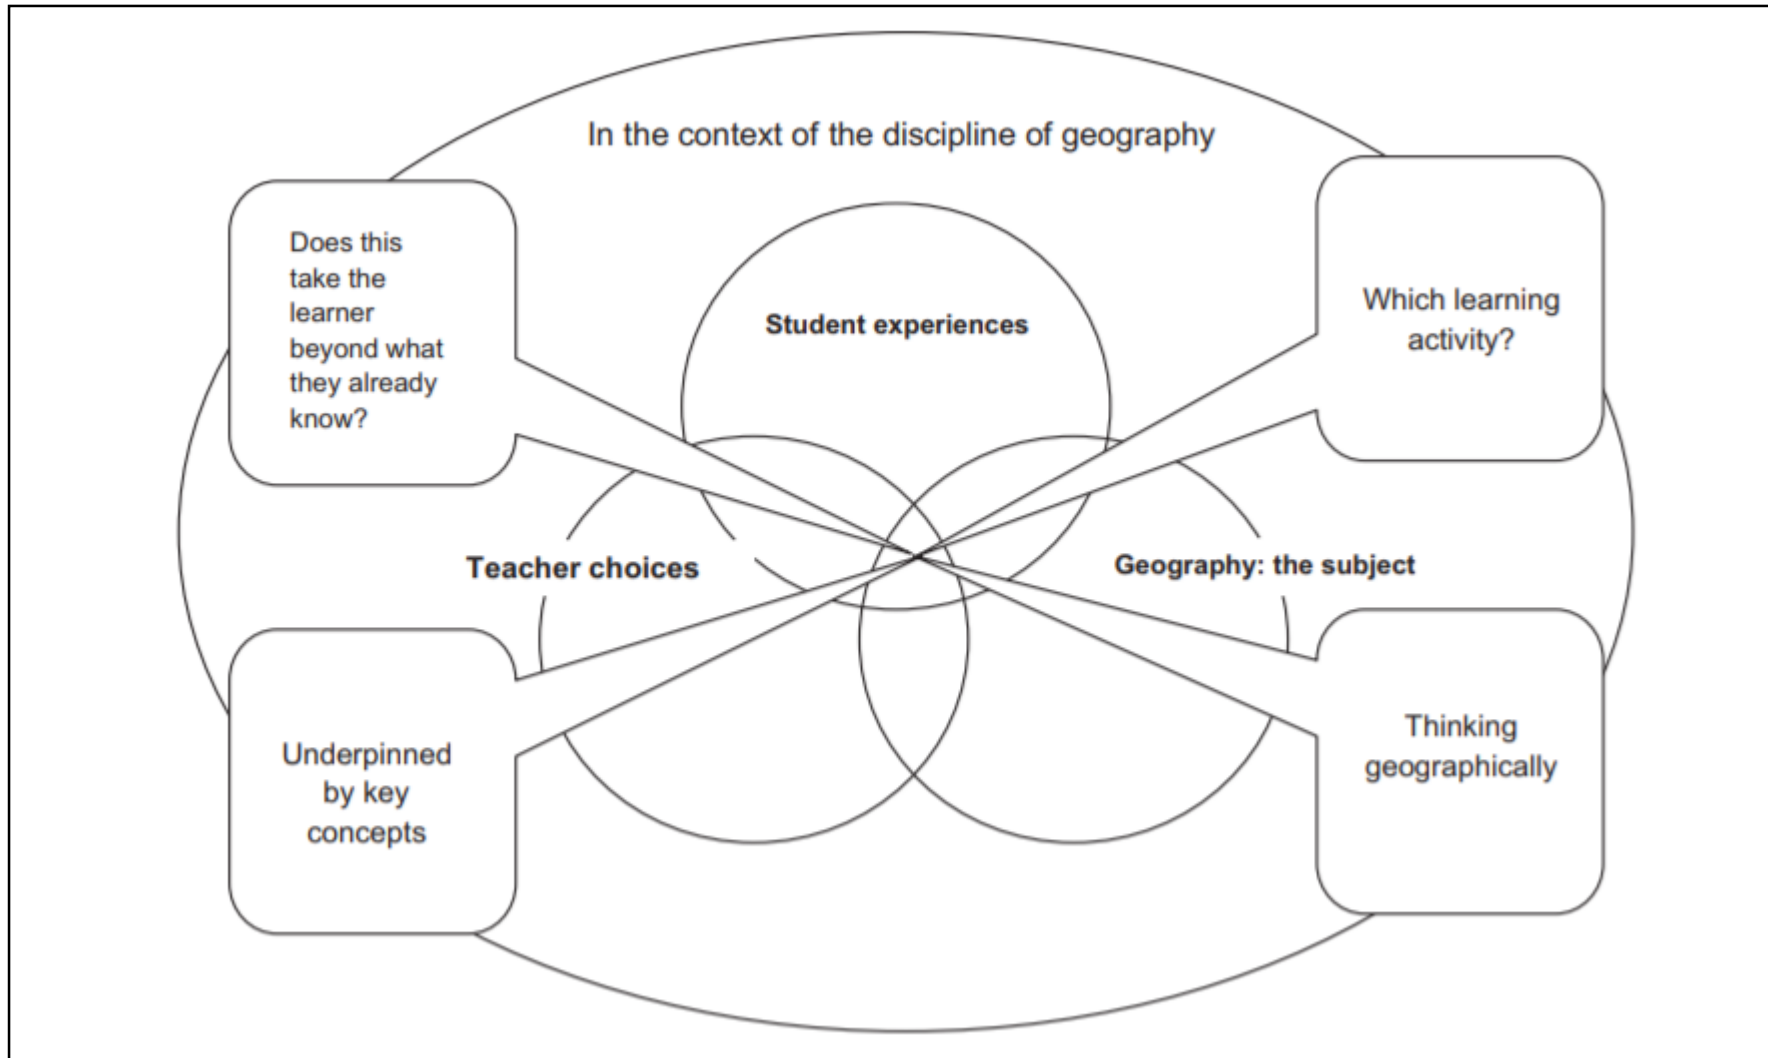 In the context of the discipline of geography
Does this
take the
learner
beyond what
they already
know?
Student experiences
Which learning
activity?
Teacher choices
Geography: the subject
Underpinned
by key
concepts
Thinking
geographically